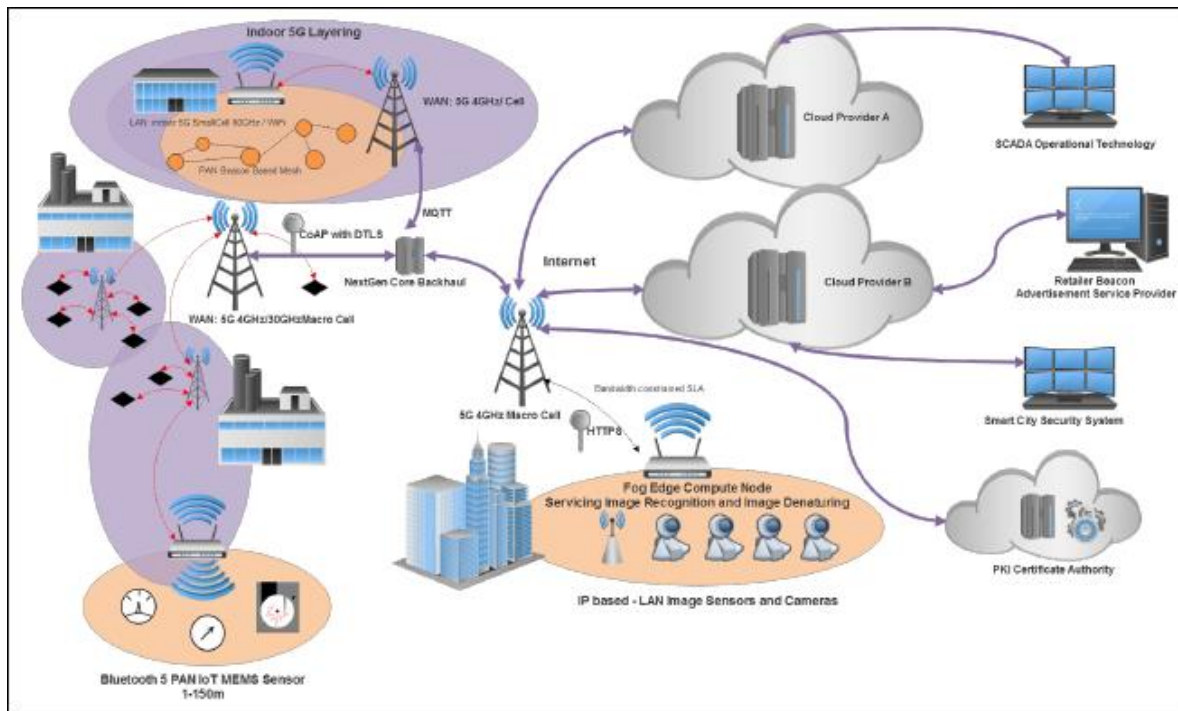 Indoor 5G Layering
WAN: 5G 4GHz/ Cell
LAN: Indoor 5G SmallCell 60GHz / WiFi
PAN Beacon Based Mesh
Cloud Provider A
SCADA Operational Technology
MQTT
CoAP with DTLS
NextGen Core Backhaul
Internet
WAN: 5G 4GHz/30GHzMacro Cell
Cloud Provider B
Retailer Beacon
Advertisement Service Provider
Bandwidth constrained SLA
5G 4GHz Macro Cell
HTTPS
Smart City Security System
Fog Edge Compute Node
Servicing Image Recognition and Image Denaturing
PKI Certificate Authority
IP based - LAN Image Sensors and Cameras
Bluetooth 5 PAN IoT MEMS Sensor
1-150m